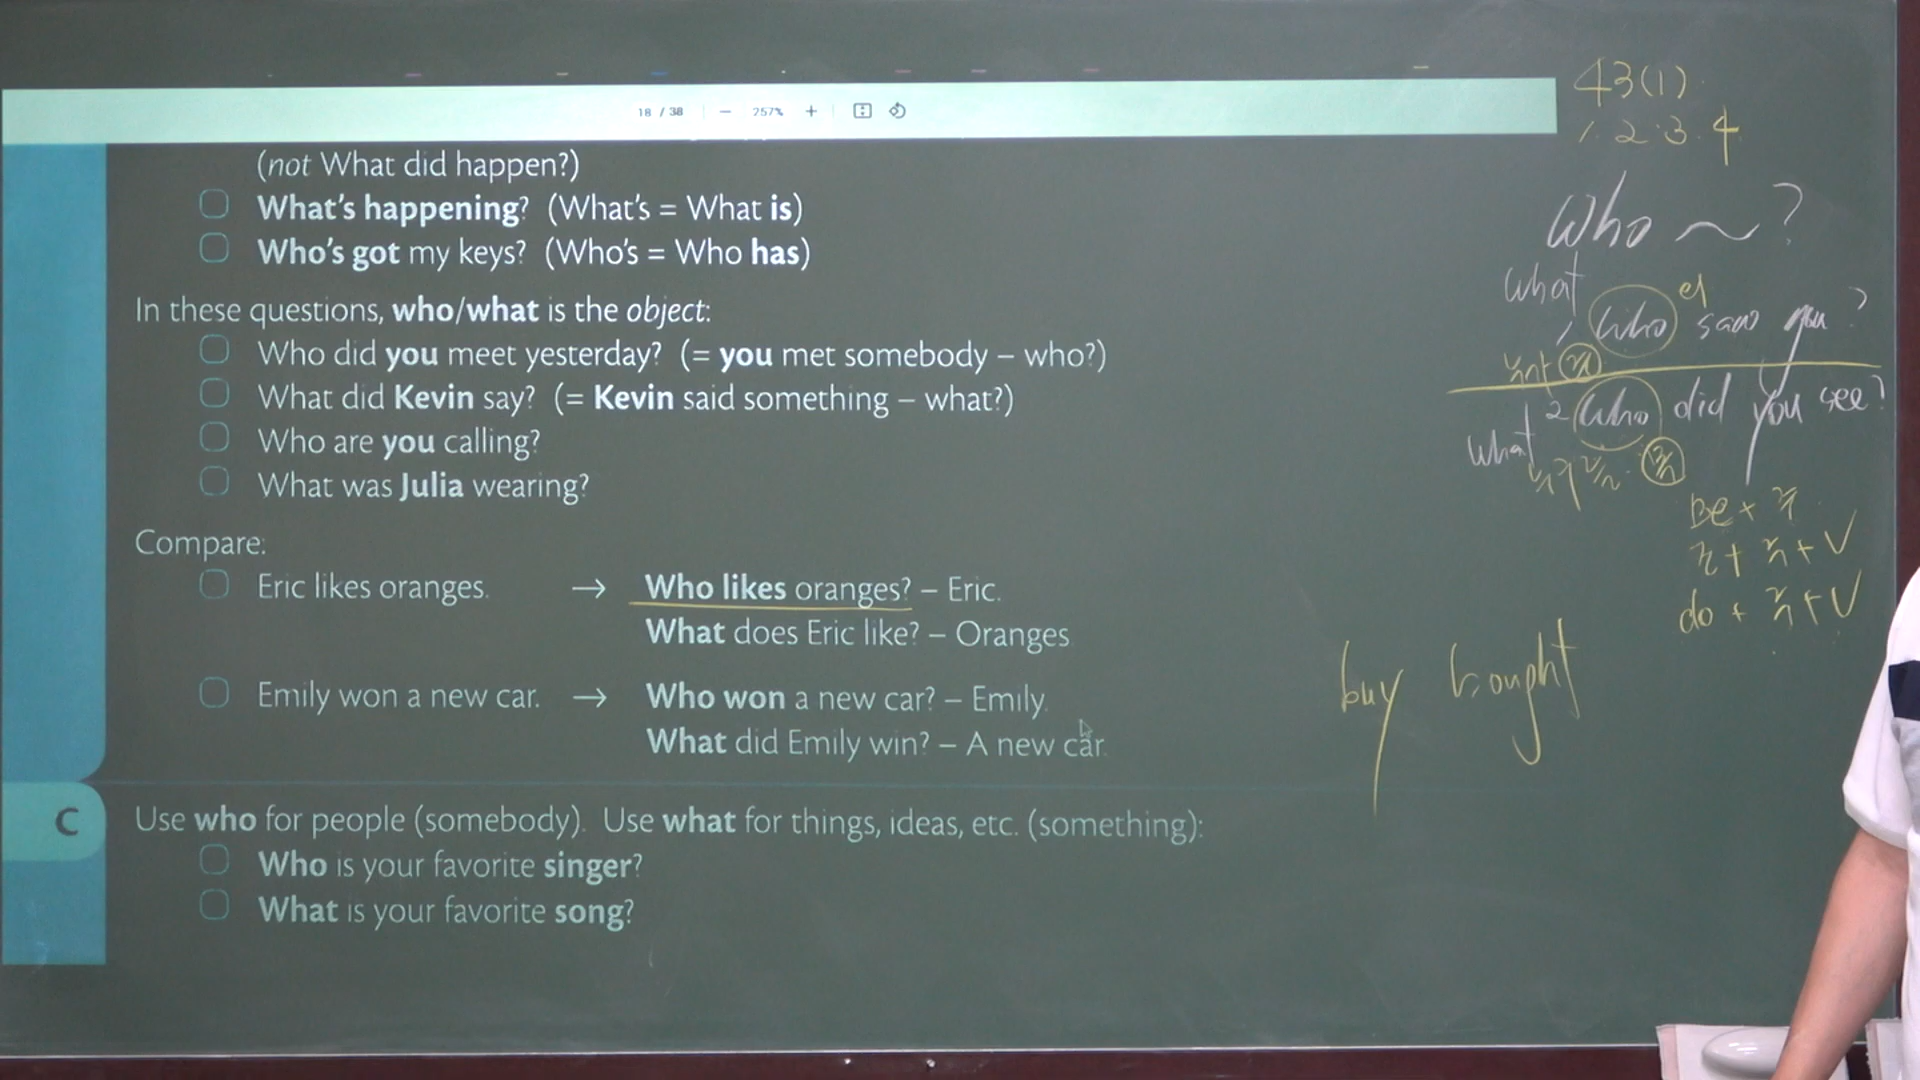 18 / 38 − 257% +
(not What did happen?)
What's happening? (What's = What is)
Who's got my keys? (Who's = Who has)
In these questions, who/what is the object:
Who did you meet yesterday? (= you met somebody – who?)
What did Kevin say? (= Kevin said something – what?)
Who are you calling?
What was Julia wearing?
Compare:
Eric likes oranges. → Who likes oranges? – Eric.
What does Eric like? – Oranges
Emily won a new car. → Who won a new car? – Emily.
What did Emily win? – A new car.
C
Use who for people (somebody). Use what for things, ideas, etc. (something):
Who is your favorite singer?
What is your favorite song?
43(1)
1. 2. 3. 4
Who ~ ?
what
1 who saw you?
2 who did you see?
what
Be +
+ V
do + + V
buy bought